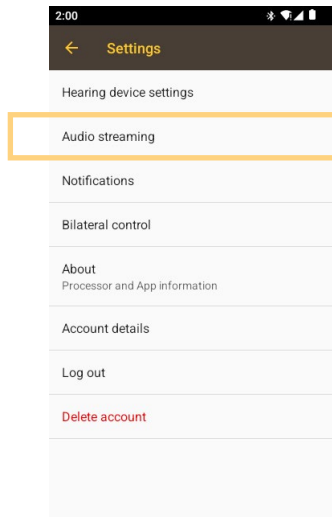 2:00
Settings
Hearing device settings
Audio streaming
Notifications
Bilateral control
About
Processor and App information
Account details
Log out
Delete account